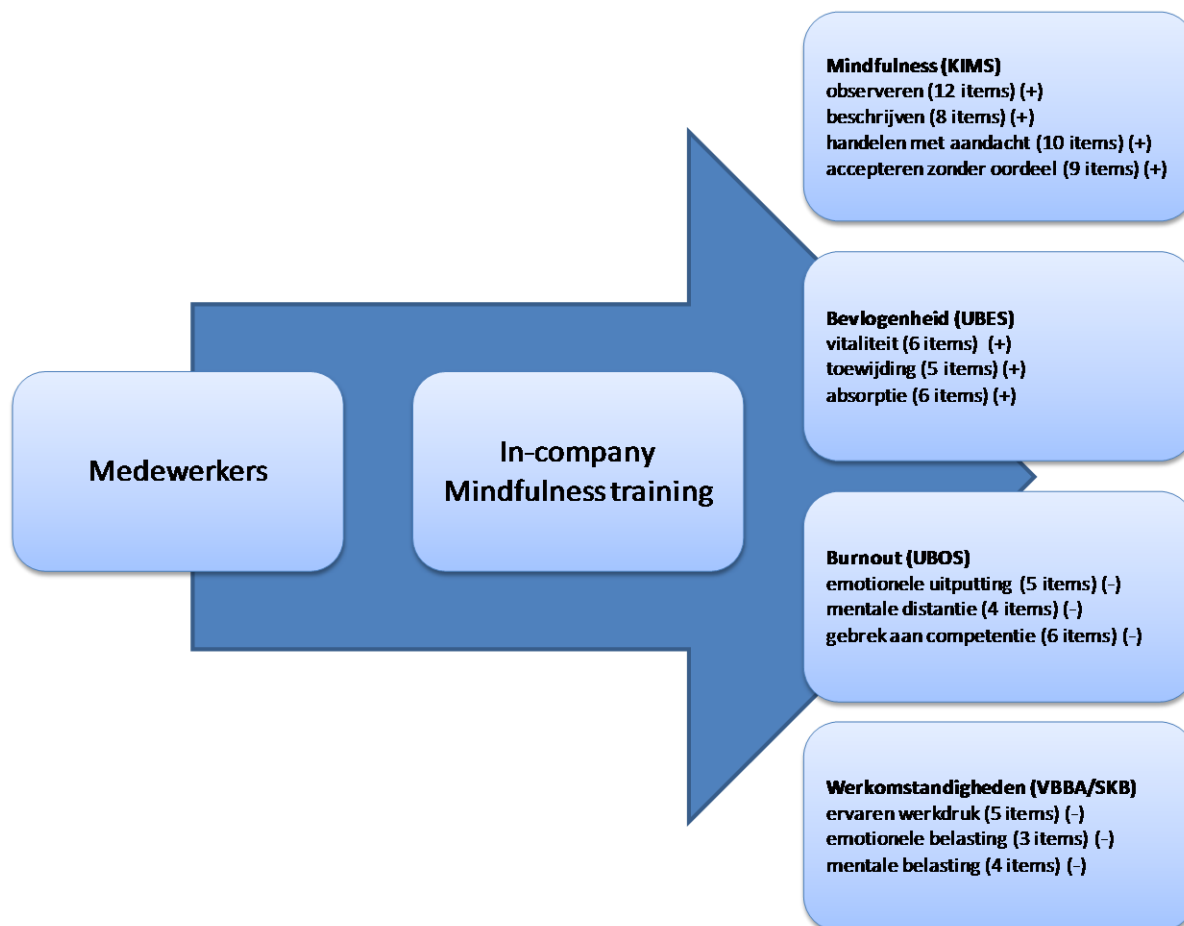 Medewerkers
In-company
Mindfulness training
Mindfulness (KIMS)
observeren (12 items) (+)
beschrijven (8 items) (+)
handelen met aandacht (10 items) (+)
accepteren zonder oordeel (9 items) (+)
Bevlogenheid (UBES)
vitaliteit (6 items) (+)
toewijding (5 items) (+)
absorptie (6 items) (+)
Burnout (UBOS)
emotionele uitputting (5 items) (-)
mentale distantie (4 items) (-)
gebrek aan competentie (6 items) (-)
Werkomstandigheden (VBBA/SKB)
ervaren werkdruk (5 items) (-)
emotionele belasting (3 items) (-)
mentale belasting (4 items) (-)